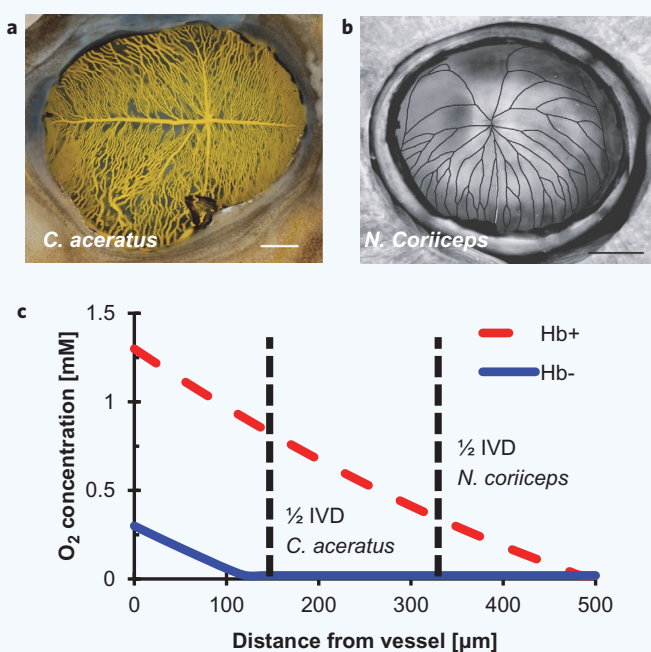 a
C. aceratus
b
N. Coriiceps
c
O₂ concentration [mM]
1.5
1
0.5
0
Hb+
Hb-
½ IVD
N. coriiceps
½ IVD
C. aceratus
0
100
200
300
400
500
Distance from vessel [µm]